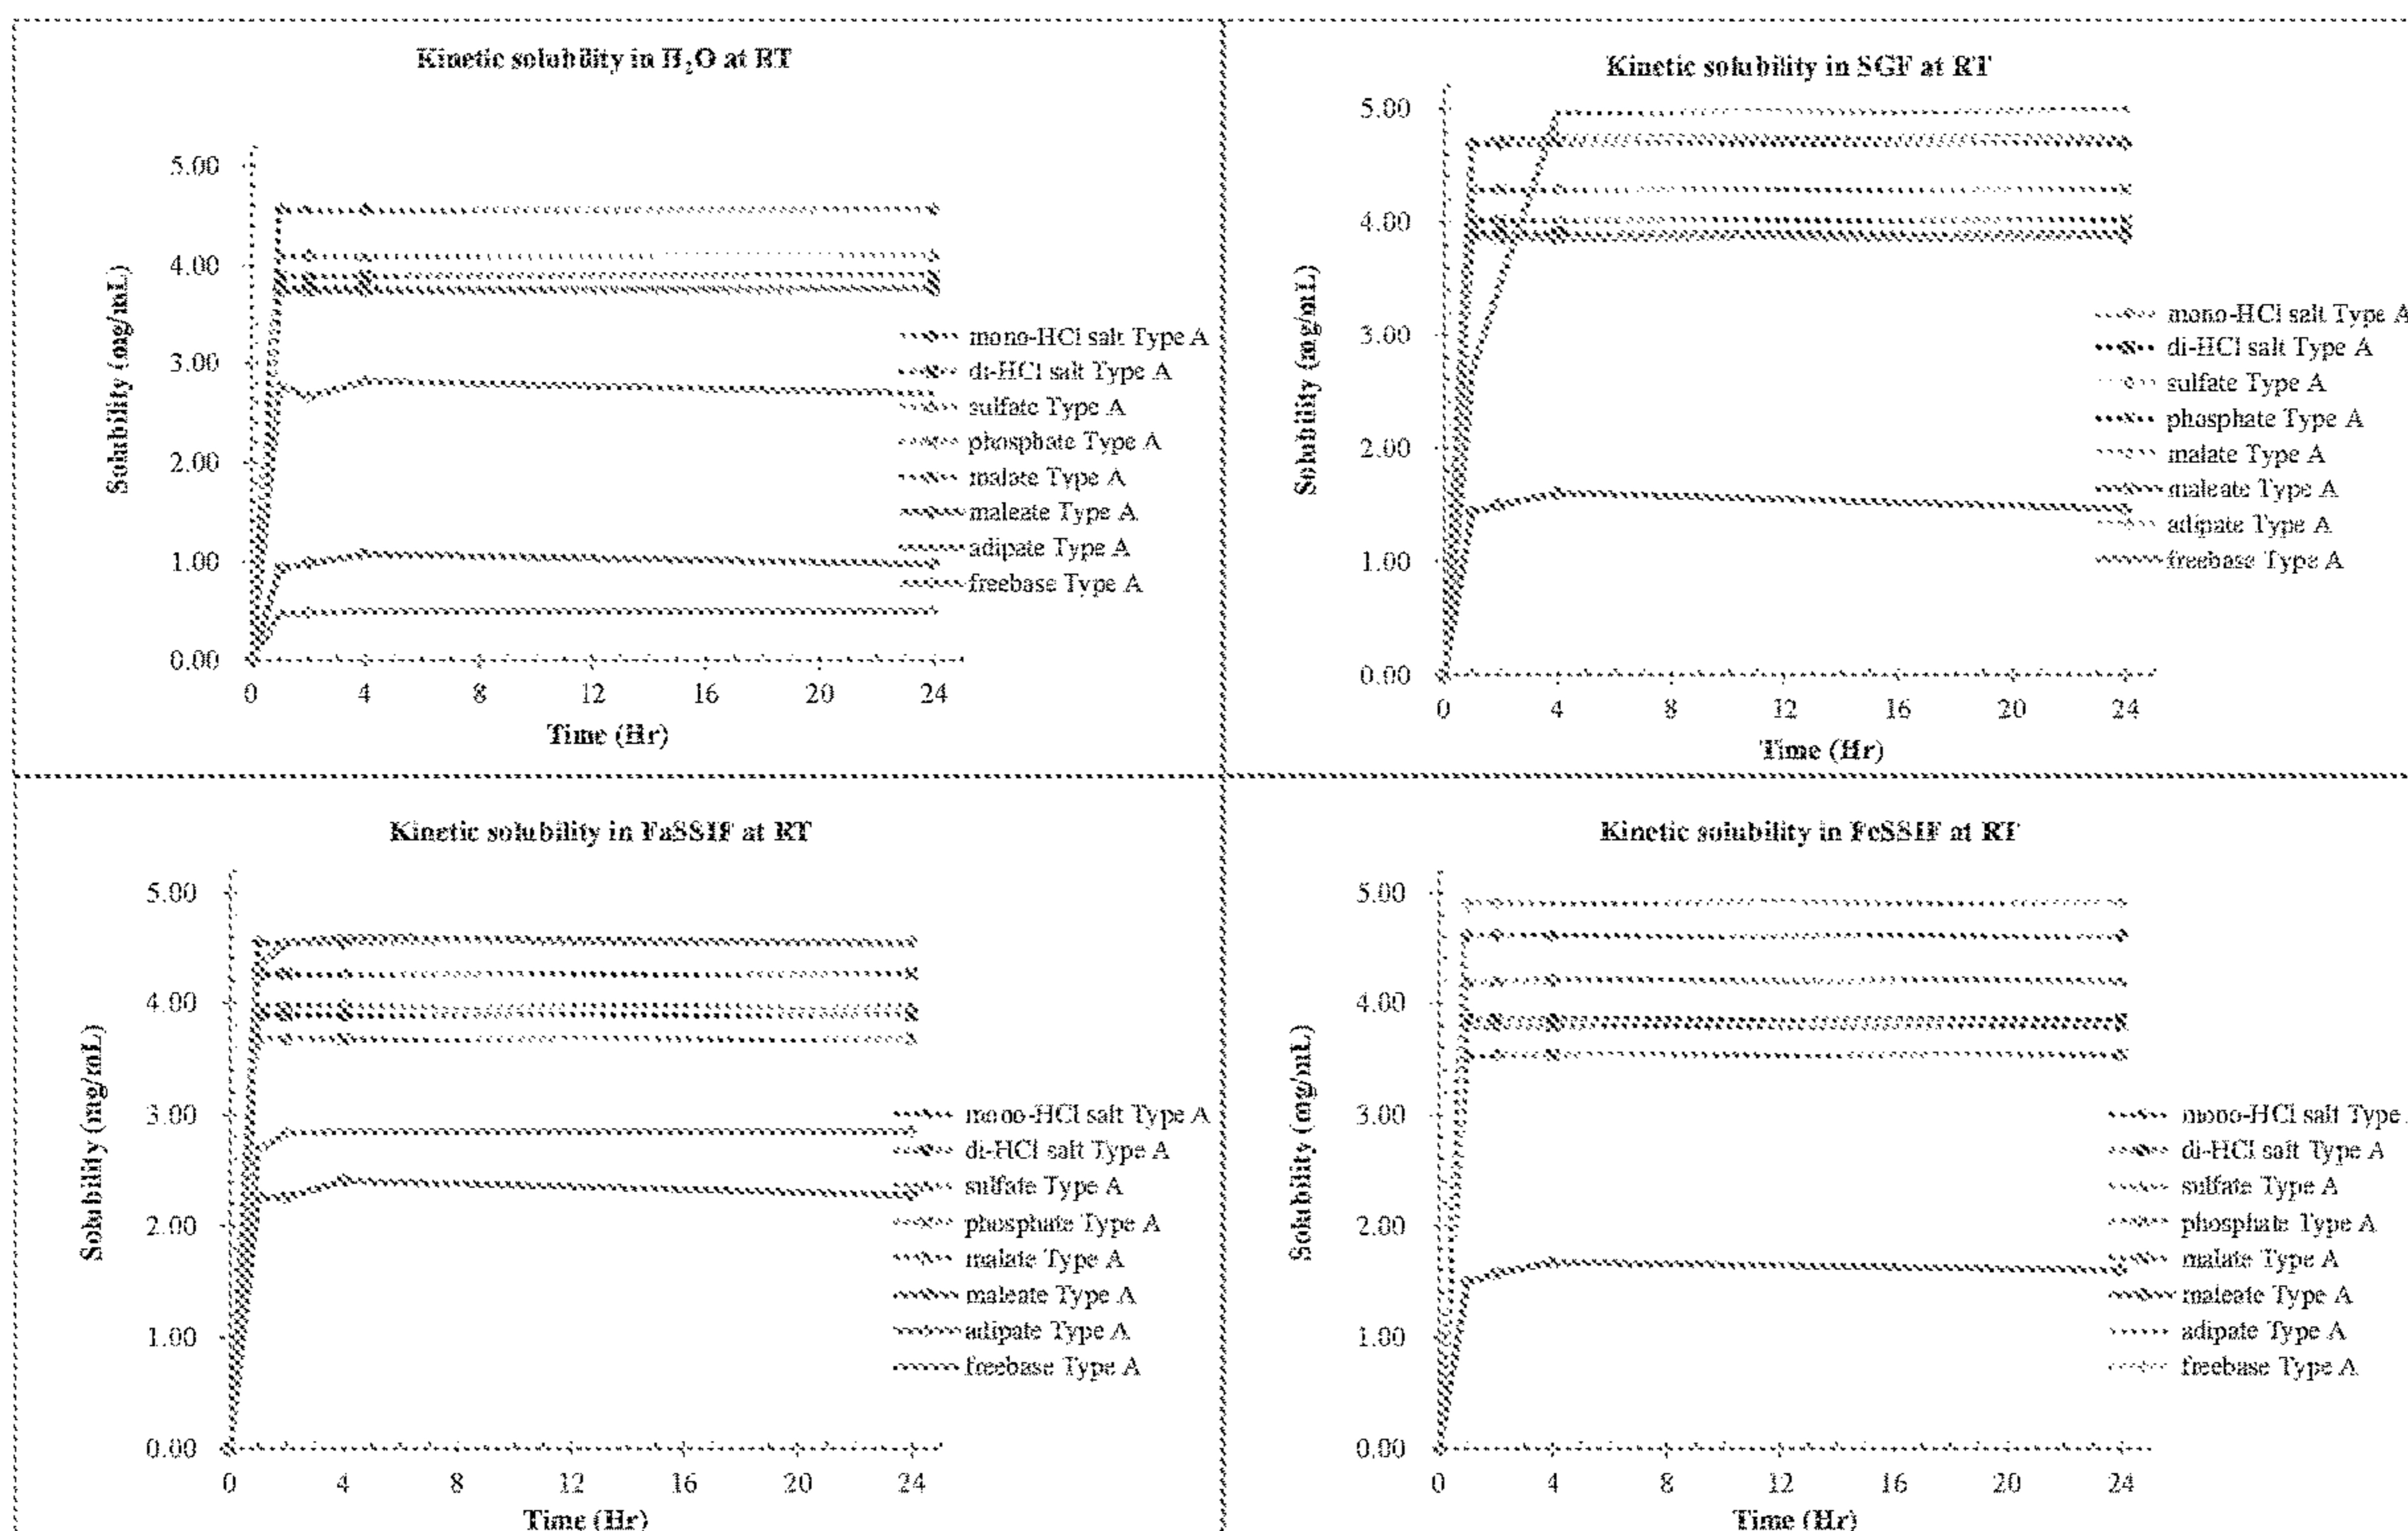 Kinetic solubility in H₂O at RT
Solubility (mg/mL)
5.00
4.00
3.00
2.00
1.00
0.00
0 4 8 12 16 20 24
Time (Hr)
mono-HCl salt Type A
di-HCl salt Type A
sulfate Type A
phosphate Type A
malate Type A
maleate Type A
adipate Type A
freebase Type A
Kinetic solubility in SGF at RT
Solubility (mg/mL)
5.00
4.00
3.00
2.00
1.00
0.00
0 4 8 12 16 20 24
Time (Hr)
mono-HCl salt Type A
di-HCl salt Type A
sulfate Type A
phosphate Type A
malate Type A
maleate Type A
adipate Type A
freebase Type A
Kinetic solubility in FaSSIF at RT
Solubility (mg/mL)
5.00
4.00
3.00
2.00
1.00
0.00
0 4 8 12 16 20 24
Time (Hr)
mono-HCl salt Type A
di-HCl salt Type A
sulfate Type A
phosphate Type A
malate Type A
maleate Type A
adipate Type A
freebase Type A
Kinetic solubility in FeSSIF at RT
Solubility (mg/mL)
5.00
4.00
3.00
2.00
1.00
0.00
0 4 8 12 16 20 24
Time (Hr)
mono-HCl salt Type
di-HCl salt Type A
sulfate Type A
phosphate Type A
malate Type A
maleate Type A
adipate Type A
freebase Type A